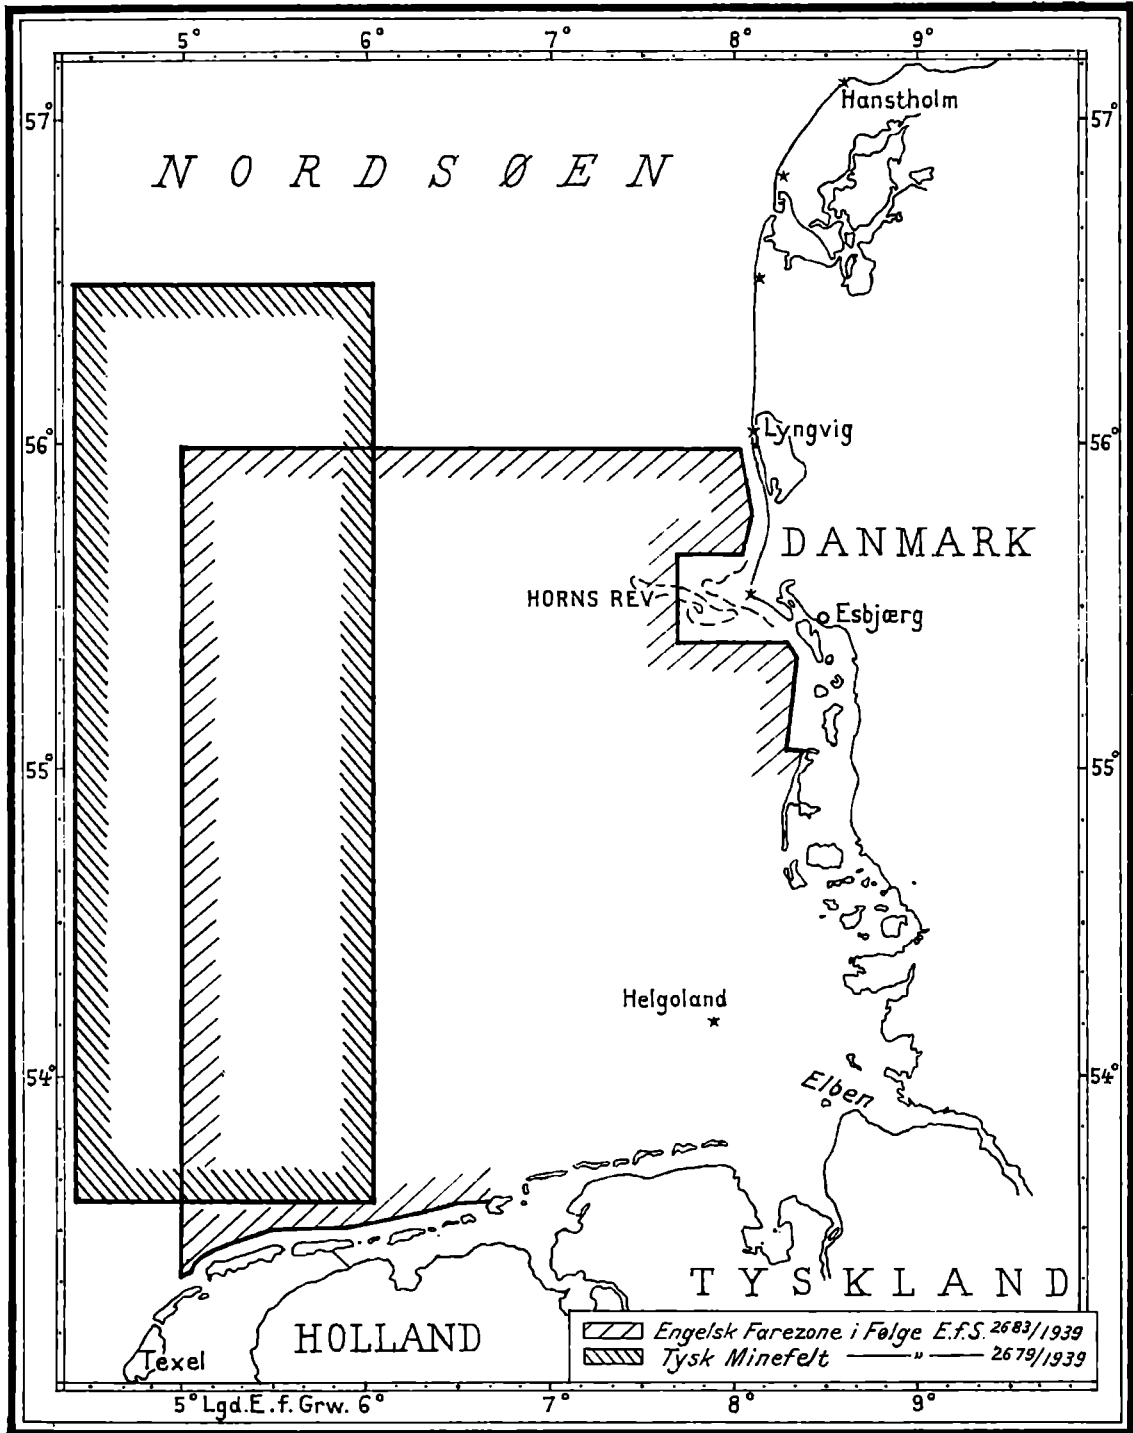 5° 6° 7° 8° 9°
57° 57°
Hanstholm
NORDSØEN
56° 56°
Lyngvig
DANMARK
HORNS REV
Esbjærg
55° 55°
Helgoland
54° 54°
Elben
TYSKLAND
HOLLAND
Texel
Engelsk Farezone i Følge E.f.S. 2683/1939
Tysk Minefelt — " — 2679/1939
5° Lgd.E.f.Grw. 6° 7° 8° 9°